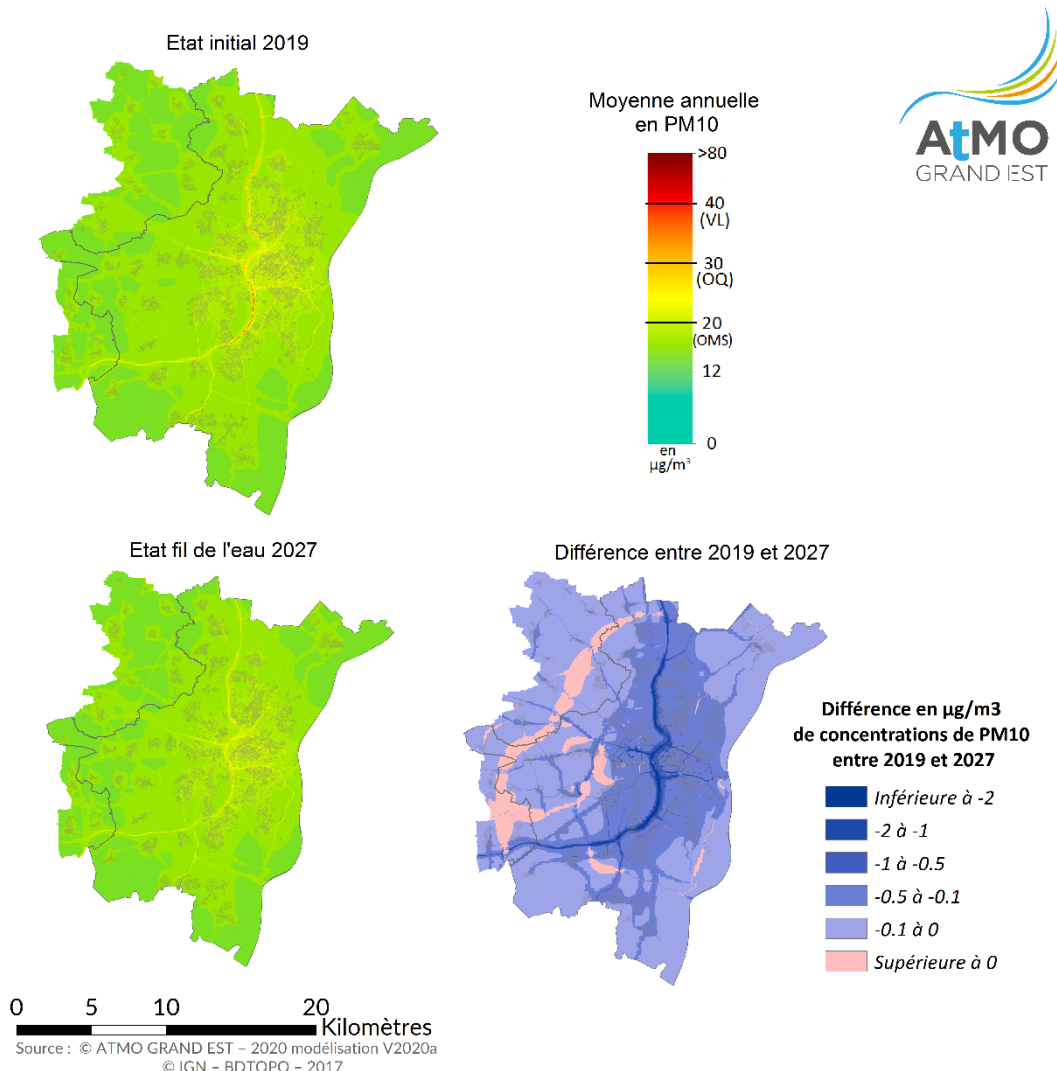 Etat initial 2019
Moyenne annuelle
en PM10
>80
40
(VL)
30
(OQ)
20
(OMS)
12
0
en
µg/m³
AtMO
GRAND EST
Etat fil de l'eau 2027
Différence entre 2019 et 2027
Différence en µg/m3
de concentrations de PM10
entre 2019 et 2027
Inférieure à -2
-2 à -1
-1 à -0.5
-0.5 à -0.1
-0.1 à 0
Supérieure à 0
0 5 10 20
Kilomètres
Source : © ATMO GRAND EST – 2020 modélisation V2020a
© IGN – BDTOPO – 2017